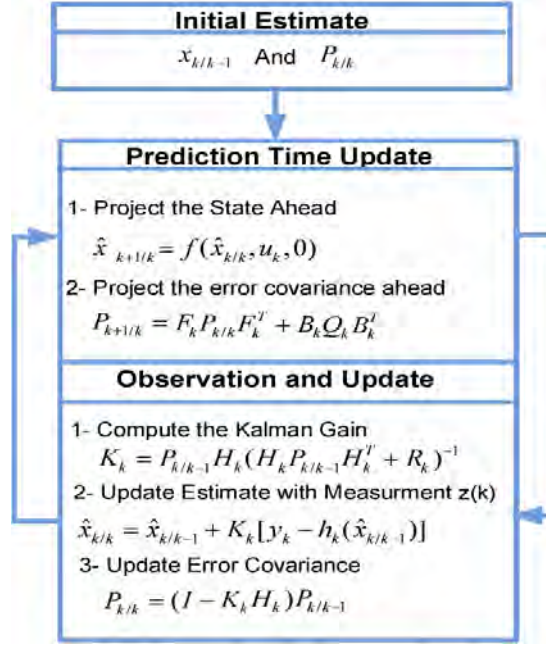 Initial Estimate
x_{k/k-1} And P_{k/k}
Prediction Time Update
1- Project the State Ahead
x̂_{k+1/k} = f(x̂_{k/k}, u_k, 0)
2- Project the error covariance ahead
P_{k+1/k} = F_k P_{k/k} F_k^T + B_k Q_k B_k^T
Observation and Update
1- Compute the Kalman Gain
K_k = P_{k/k-1} H_k (H_k P_{k/k-1} H_k^T + R_k)^{-1}
2- Update Estimate with Measurment z(k)
x̂_{k/k} = x̂_{k/k-1} + K_k [y_k - h_k (x̂_{k/k-1})]
3- Update Error Covariance
P_{k/k} = (I - K_k H_k) P_{k/k-1}